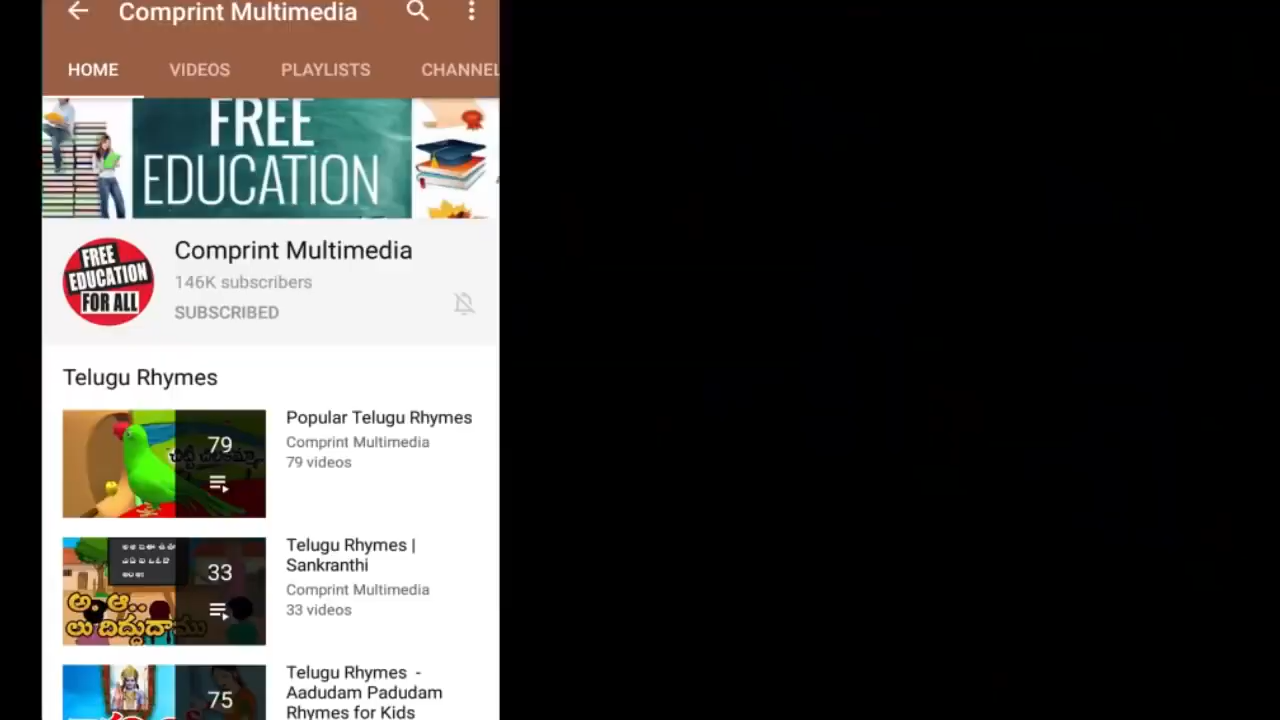 Comprint Multimedia
HOME VIDEOS PLAYLISTS CHANNEL
FREE
EDUCATION
FREE
EDUCATION
FOR ALL
Comprint Multimedia
146K subscribers
SUBSCRIBED
Telugu Rhymes
79
Popular Telugu Rhymes
Comprint Multimedia
79 videos
33
అ. ఆ..
లు దిద్దుదాము
Telugu Rhymes |
Sankranthi
Comprint Multimedia
33 videos
75
Telugu Rhymes -
Aadudam Padudam
Rhymes for Kids